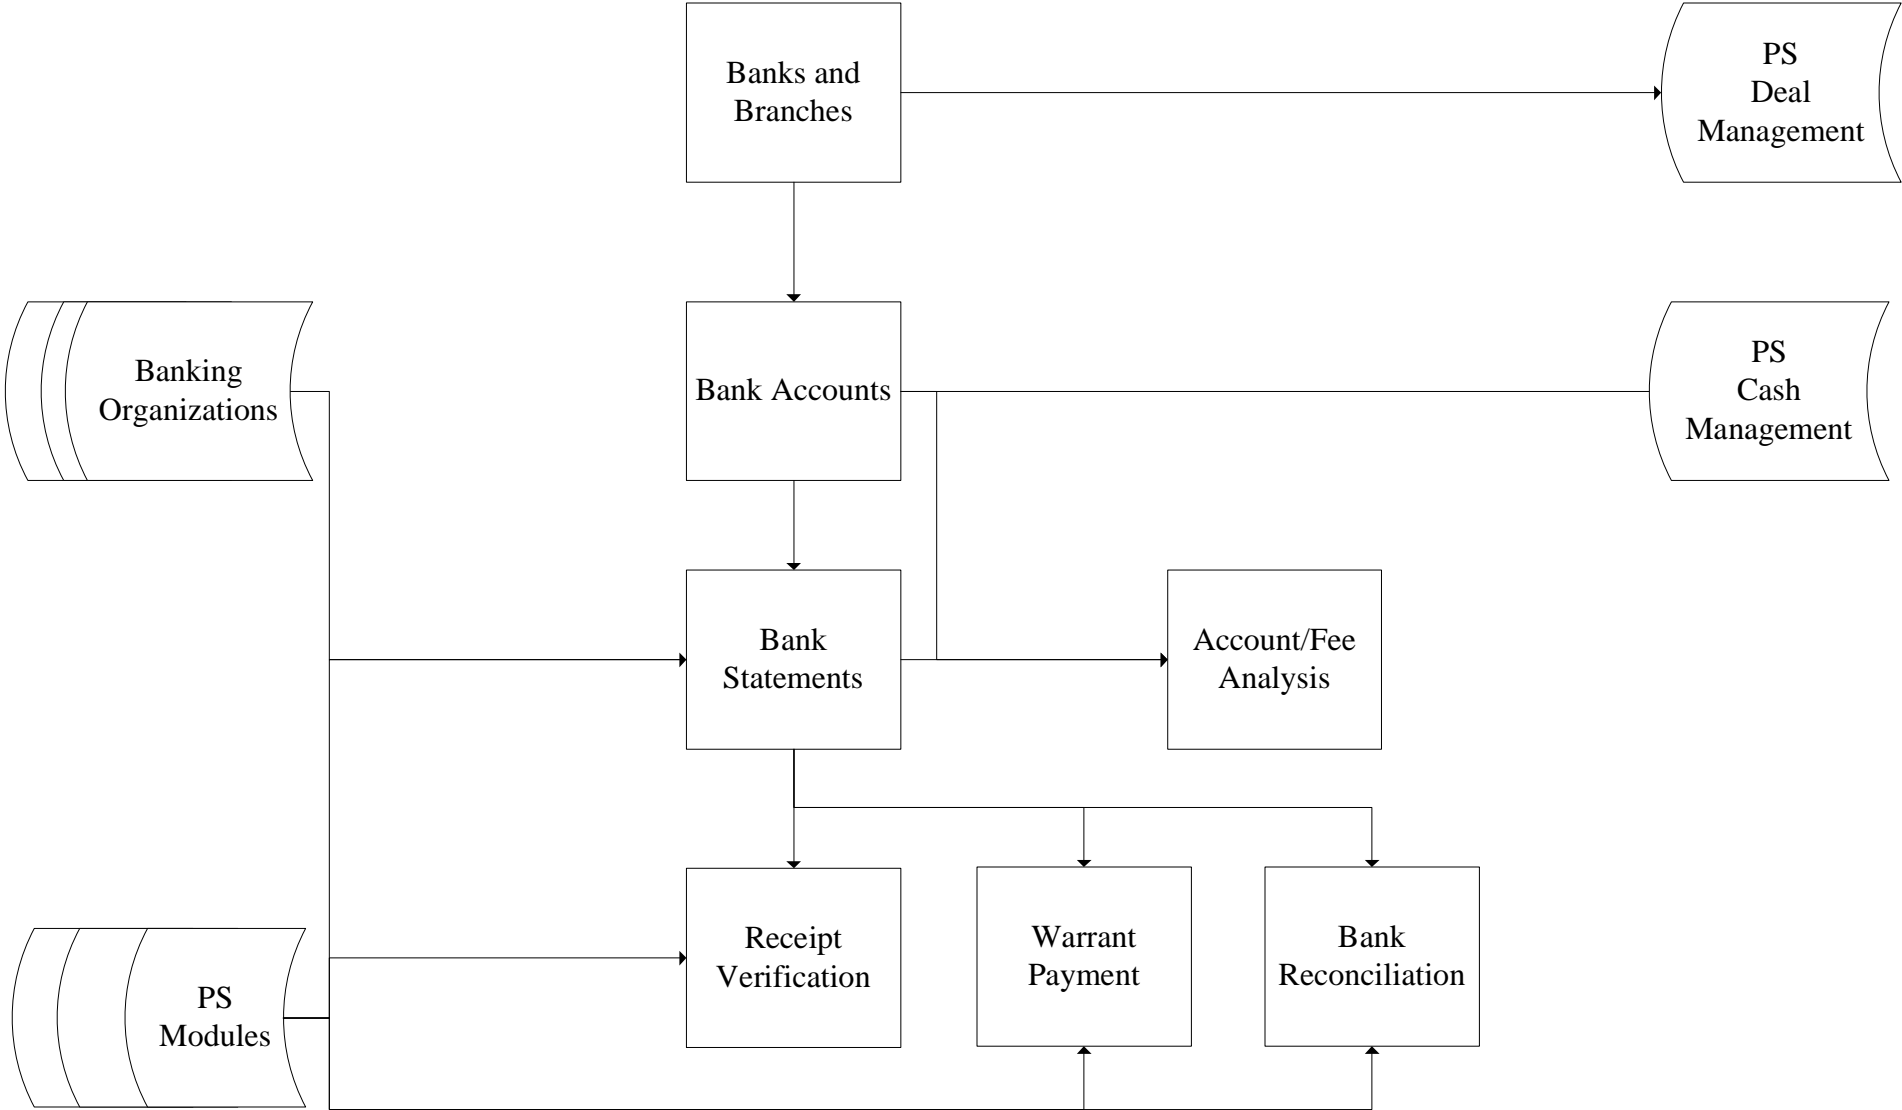 Banks and
Branches
PS
Deal
Management
Banking
Organizations
Bank Accounts
PS
Cash
Management
Bank
Statements
Account/Fee
Analysis
PS
Modules
Receipt
Verification
Warrant
Payment
Bank
Reconciliation